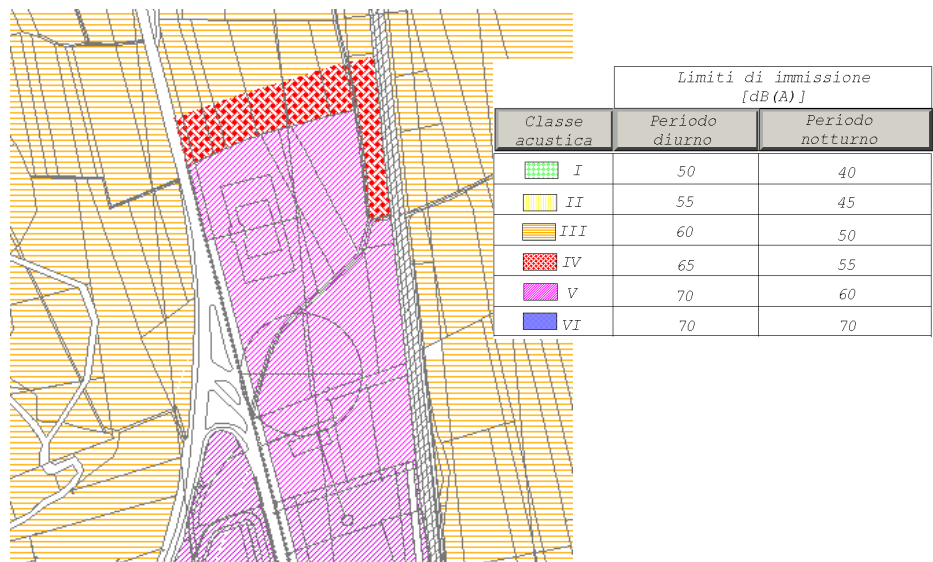 Limiti di immissione
[dB(A)]
Classe acustica Periodo diurno Periodo notturno
I 50 40
II 55 45
III 60 50
IV 65 55
V 70 60
VI 70 70